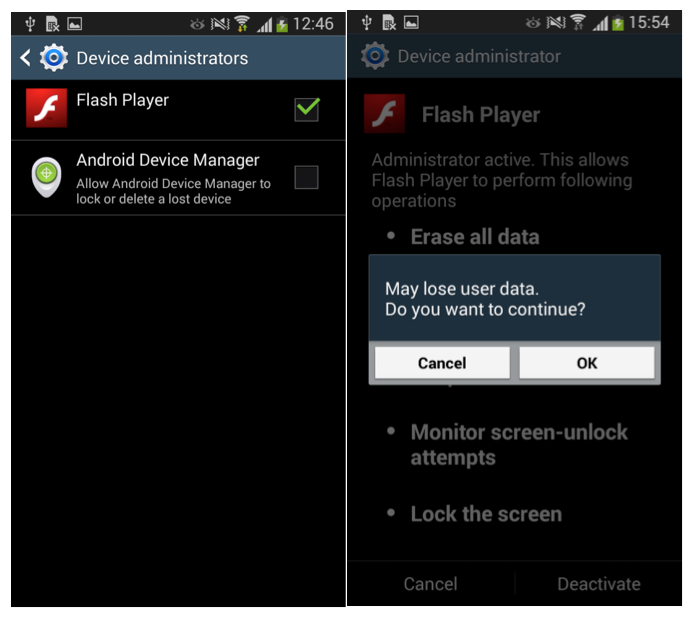 12:46
Device administrators
Flash Player
Android Device Manager
Allow Android Device Manager to
lock or delete a lost device
15:54
Device administrator
Flash Player
Administrator active. This allows
Flash Player to perform following
operations
• Erase all data
May lose user data.
Do you want to continue?
Cancel OK
• Monitor screen-unlock
attempts
• Lock the screen
Cancel Deactivate